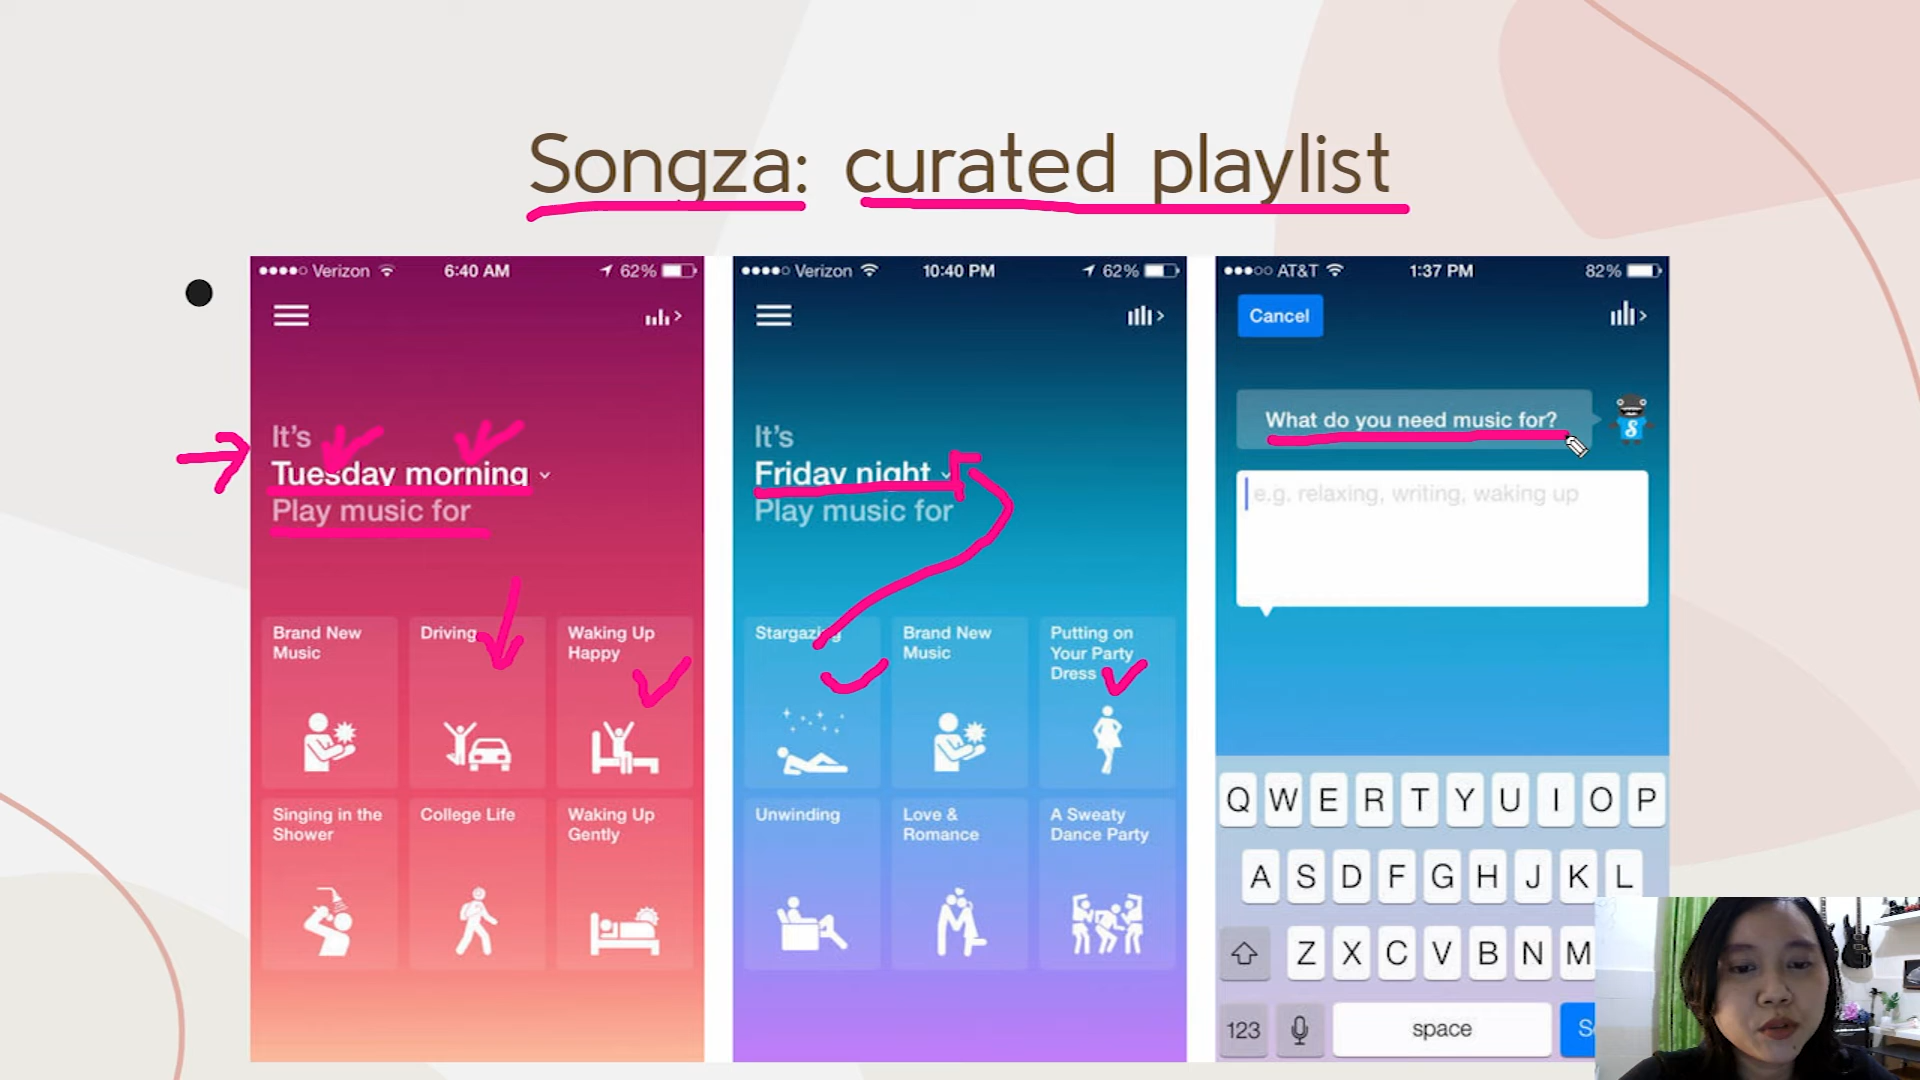 Songza: curated playlist
Verizon 6:40 AM 62%
It's
Tuesday morning
Play music for
Brand New
Music
Driving
Waking Up
Happy
Singing in the
Shower
College Life
Waking Up
Gently
Verizon 10:40 PM 62%
It's
Friday night
Play music for
Stargazing
Brand New
Music
Putting on
Your Party
Dress
Unwinding
Love &
Romance
A Sweaty
Dance Party
AT&T 1:37 PM 82%
Cancel
What do you need music for?
S
e.g. relaxing, writing, waking up
Q W E R T Y U I O P
A S D F G H J K L
Z X C V B N M
123 space S